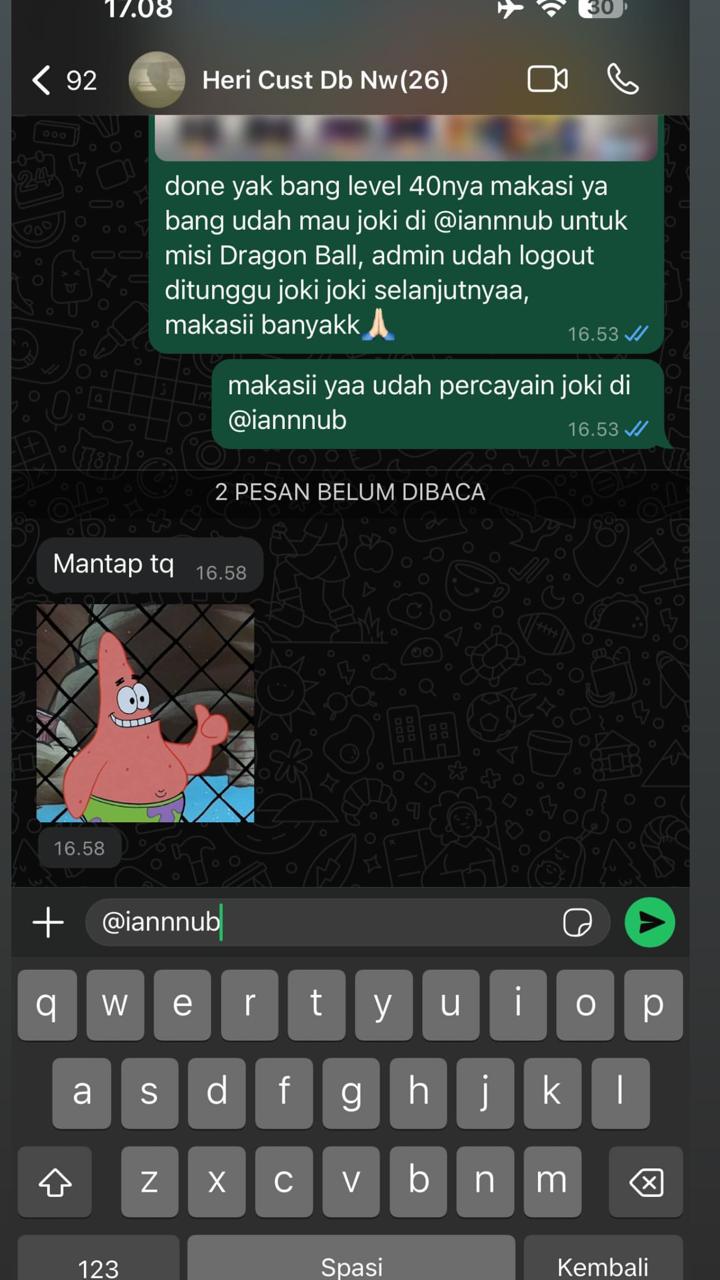 17.08
30
92
Heri Cust Db Nw(26)
done yak bang level 40nya makasi ya
bang udah mau joki di @iannnub untuk
misi Dragon Ball, admin udah logout
ditunggu joki joki selanjutnyaa,
makasii banyakk🙏🏻
16.53
makasii yaa udah percayain joki di
@iannnub
16.53
2 PESAN BELUM DIBACA
Mantap tq
16.58
16.58
@iannnub
q w e r t y u i o p
a s d f g h j k l
z x c v b n m
123 Spasi Kembali